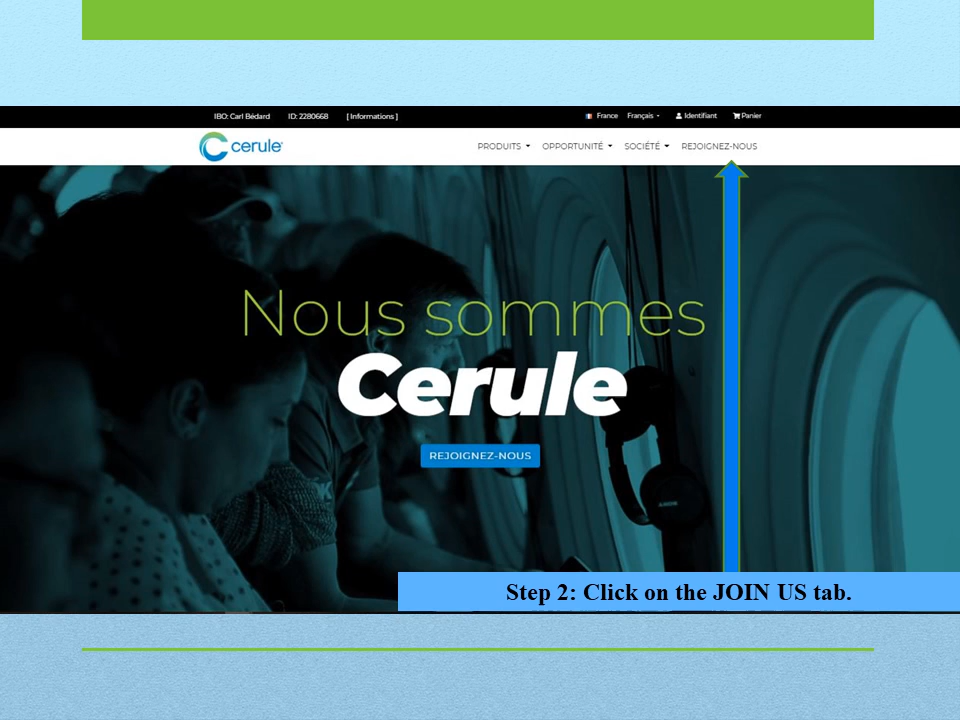 IBO: Carl Bédard ID: 2280668 [ Informations ] France Français Identifiant Panier
cerule PRODUITS OPPORTUNITÉ SOCIÉTÉ REJOIGNEZ-NOUS
Nous sommes
Cerule
REJOIGNEZ-NOUS
Step 2: Click on the JOIN US tab.